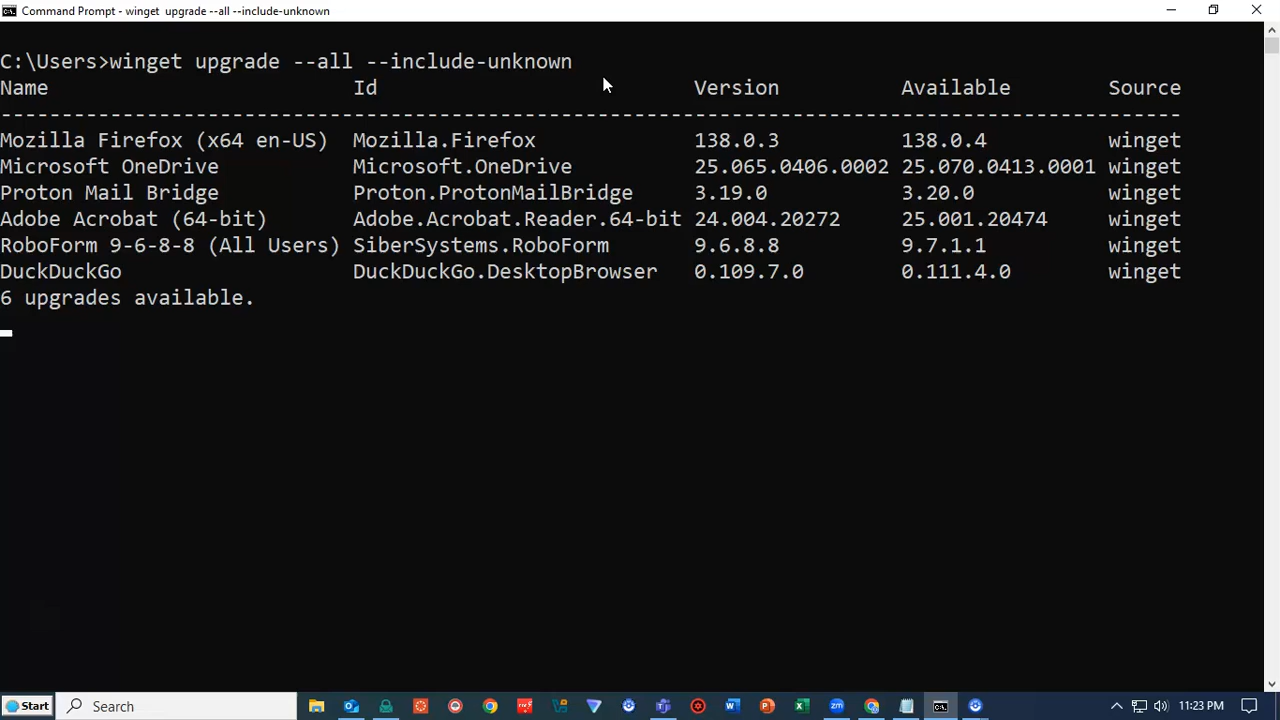 Command Prompt - winget  upgrade --all --include-unknown
C:\Users>winget upgrade --all --include-unknown
Name Id Version Available Source
-------------------------------------------------------------------------------------------------
Mozilla Firefox (x64 en-US) Mozilla.Firefox 138.0.3 138.0.4 winget
Microsoft OneDrive Microsoft.OneDrive 25.065.0406.0002 25.070.0413.0001 winget
Proton Mail Bridge Proton.ProtonMailBridge 3.19.0 3.20.0 winget
Adobe Acrobat (64-bit) Adobe.Acrobat.Reader.64-bit 24.004.20272 25.001.20474 winget
RoboForm 9-6-8-8 (All Users) SiberSystems.RoboForm 9.6.8.8 9.7.1.1 winget
DuckDuckGo DuckDuckGo.DesktopBrowser 0.109.7.0 0.111.4.0 winget
6 upgrades available.
Start Search 11:23 PM